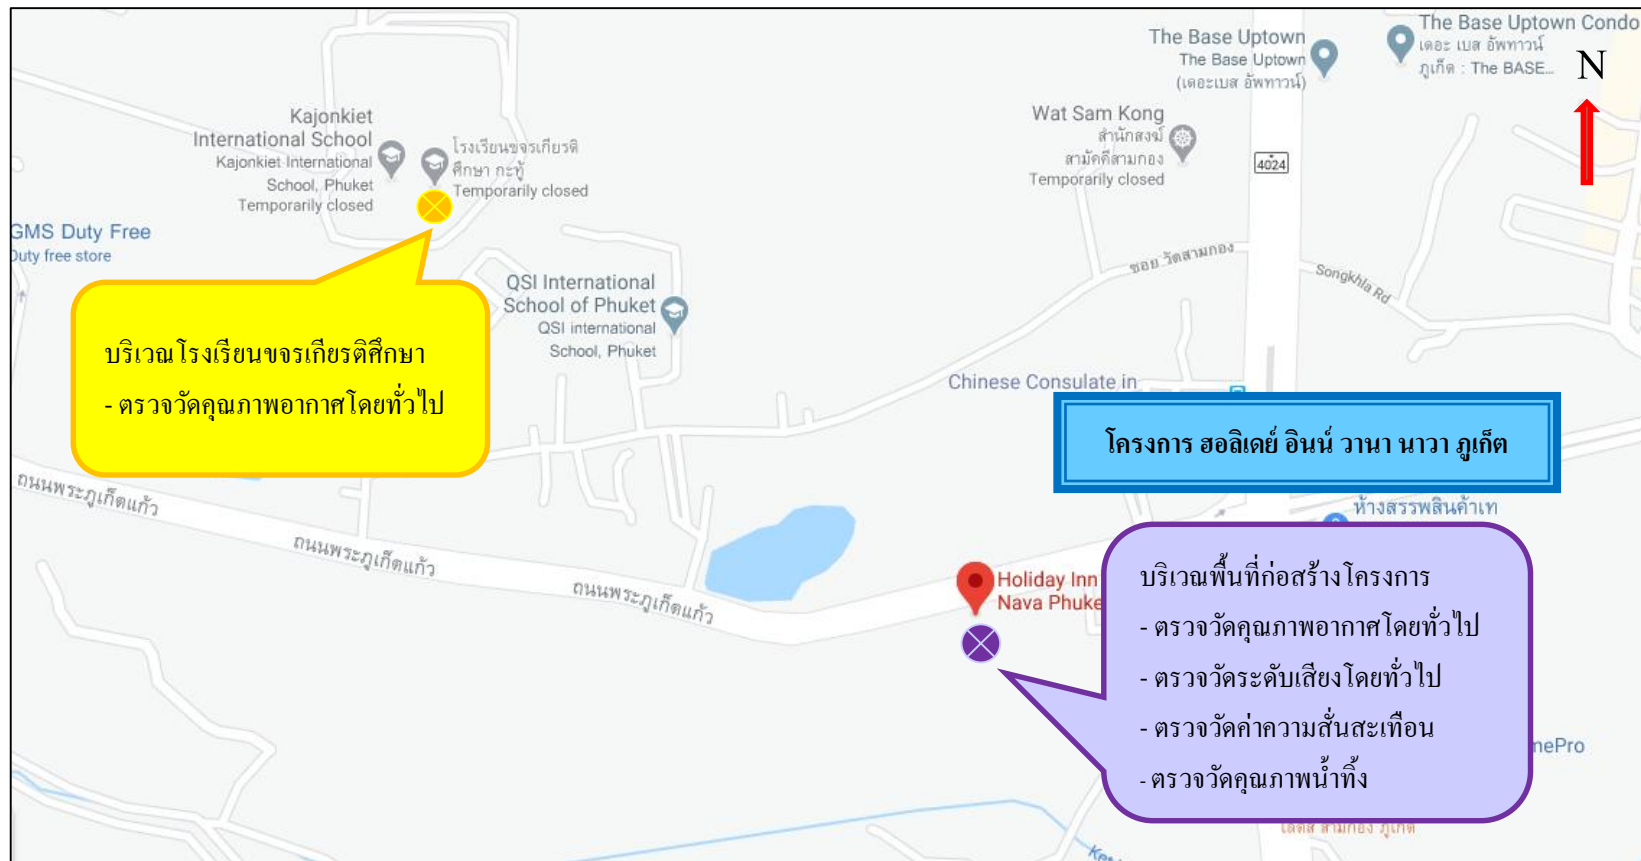 The Base Uptown
The Base Uptown
(เดอะเบส อัพทาวน์)
The Base Uptown Condo
เดอะ เบส อัพทาวน์
ภูเก็ต : The BASE...
N
Kajonkiet
International School
Kajonkiet International
School, Phuket
Temporarily closed
โรงเรียนขจรเกียรติ
ศึกษา กะทู้
Temporarily closed
Wat Sam Kong
สำนักสงฆ์
สามัคคีสามกอง
Temporarily closed
4024
GMS Duty Free
Duty free store
ซอย วัดสามกอง
Songkhla Rd
QSI International
School of Phuket
QSI international
School, Phuket
บริเวณโรงเรียนขจรเกียรติศึกษา
- ตรวจวัดคุณภาพอากาศโดยทั่วไป
Chinese Consulate in
โครงการ ฮอลิเดย์ อินน์ วานา นาวา ภูเก็ต
ถนนพระภูเก็ตแก้ว
ถนนพระภูเก็ตแก้ว
ถนนพระภูเก็ตแก้ว
ห้างสรรพสินค้าเท
Holiday Inn
Nava Phuke
บริเวณพื้นที่ก่อสร้างโครงการ
- ตรวจวัดคุณภาพอากาศโดยทั่วไป
- ตรวจวัดระดับเสียงโดยทั่วไป
- ตรวจวัดค่าความสั่นสะเทือน
- ตรวจวัดคุณภาพน้ำทิ้ง
mePro
สามกอง ภูเก็ต